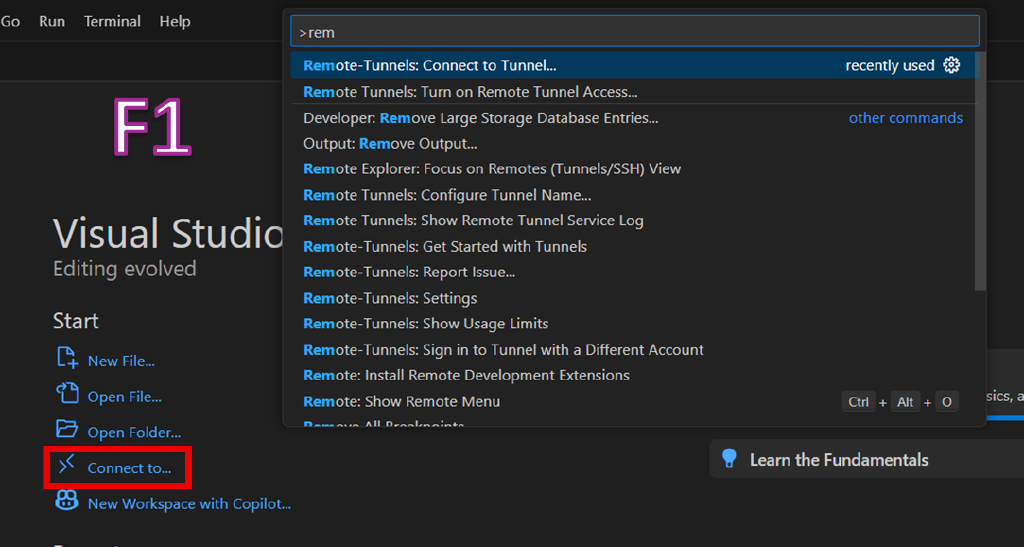 Go Run Terminal Help
>rem
Remote-Tunnels: Connect to Tunnel... recently used
Remote Tunnels: Turn on Remote Tunnel Access...
Developer: Remove Large Storage Database Entries... other commands
Output: Remove Output...
Remote Explorer: Focus on Remotes (Tunnels/SSH) View
Remote Tunnels: Configure Tunnel Name...
Remote Tunnels: Show Remote Tunnel Service Log
Remote-Tunnels: Get Started with Tunnels
Remote-Tunnels: Report Issue...
Remote-Tunnels: Settings
Remote-Tunnels: Show Usage Limits
Remote-Tunnels: Sign in to Tunnel with a Different Account
Remote: Install Remote Development Extensions
Remote: Show Remote Menu Ctrl + Alt + O
Remove All Breakpoints
F1
Visual Studio
Editing evolved
Start
New File...
Open File...
Open Folder...
Connect to...
New Workspace with Copilot...
Learn the Fundamentals